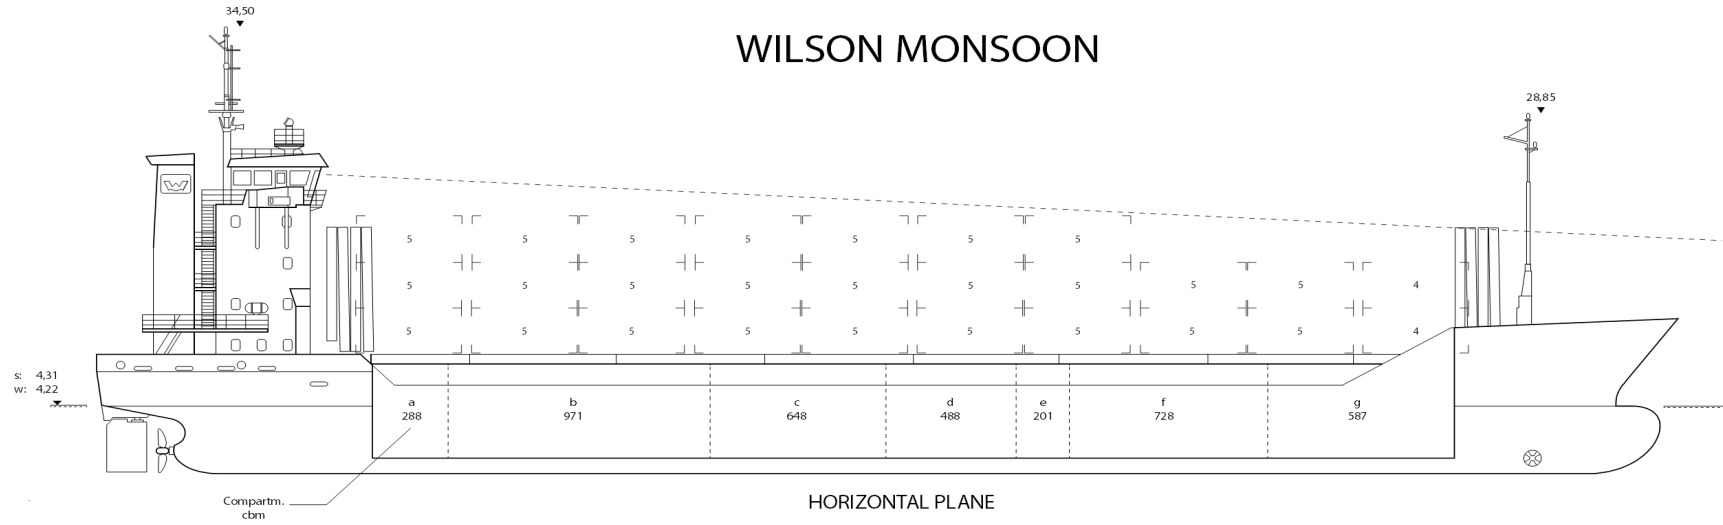 34,50
WILSON MONSOON
28,85
W
5 5 5 5 5 5 5
5 5 5 5 5 5 5 5 5 4
5 5 5 5 5 5 5 5 5 4
s: 4,31
w: 4,22
a b c d e f g
288 971 648 488 201 728 587
Compartm.
cbm
HORIZONTAL PLANE